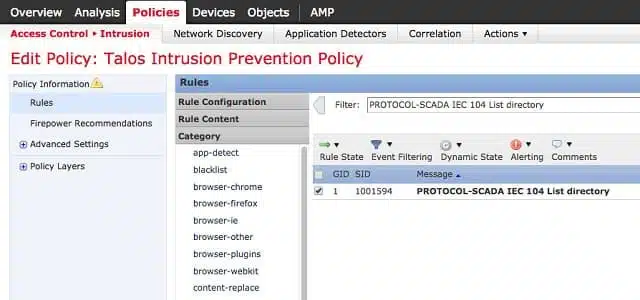 Overview Analysis Policies Devices Objects AMP
Access Control ▸ Intrusion Network Discovery Application Detectors Correlation Actions ▾
Edit Policy: Talos Intrusion Prevention Policy
Policy Information
Rules
Firepower Recommendations
Advanced Settings
Policy Layers
Rules
Rule Configuration
Rule Content
Category
app-detect
blacklist
browser-chrome
browser-firefox
browser-ie
browser-other
browser-plugins
browser-webkit
content-replace
Filter: PROTOCOL-SCADA IEC 104 List directory
Rule State Event Filtering Dynamic State Alerting Comments
GID SID Message ▴
1 1001594 PROTOCOL-SCADA IEC 104 List directory